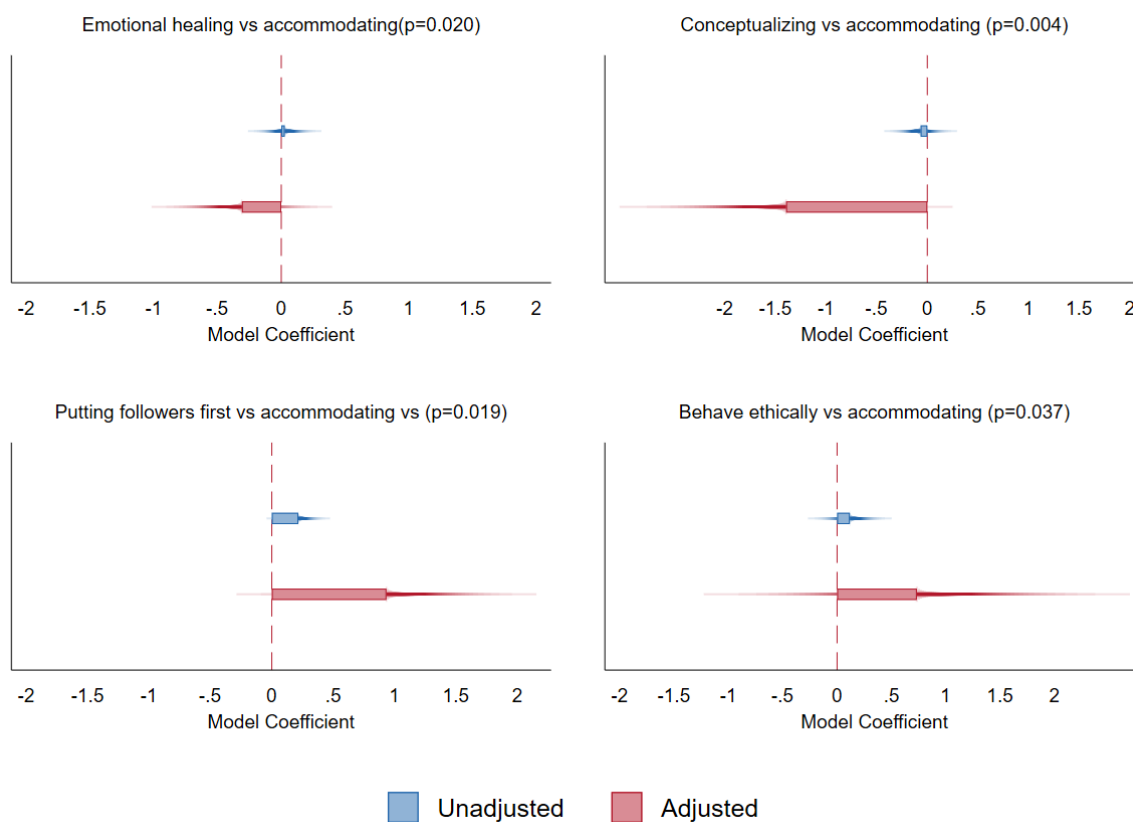 Emotional healing vs accommodating(p=0.020)
Conceptualizing vs accommodating (p=0.004)
-2 -1.5 -1 -.5 0 .5 1 1.5 2
Model Coefficient
-2 -1.5 -1 -.5 0 .5 1 1.5 2
Model Coefficient
Putting followers first vs accommodating vs (p=0.019)
Behave ethically vs accommodating (p=0.037)
-2 -1.5 -1 -.5 0 .5 1 1.5 2
Model Coefficient
-2 -1.5 -1 -.5 0 .5 1 1.5 2
Model Coefficient
Unadjusted
Adjusted